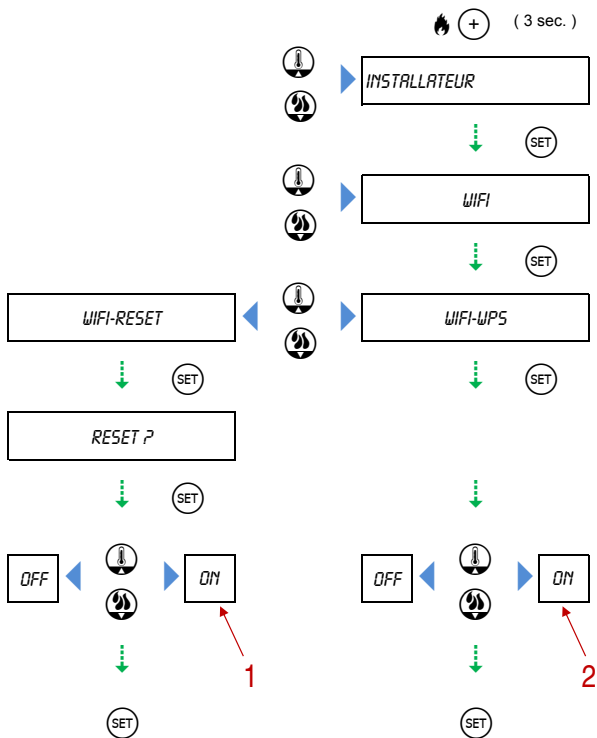 + ( 3 sec. )
INSTALLATEUR
SET
WIFI
SET
WIFI-RESET WIFI-WPS
SET SET
RESET ?
SET
OFF ON OFF ON
1 2
SET SET